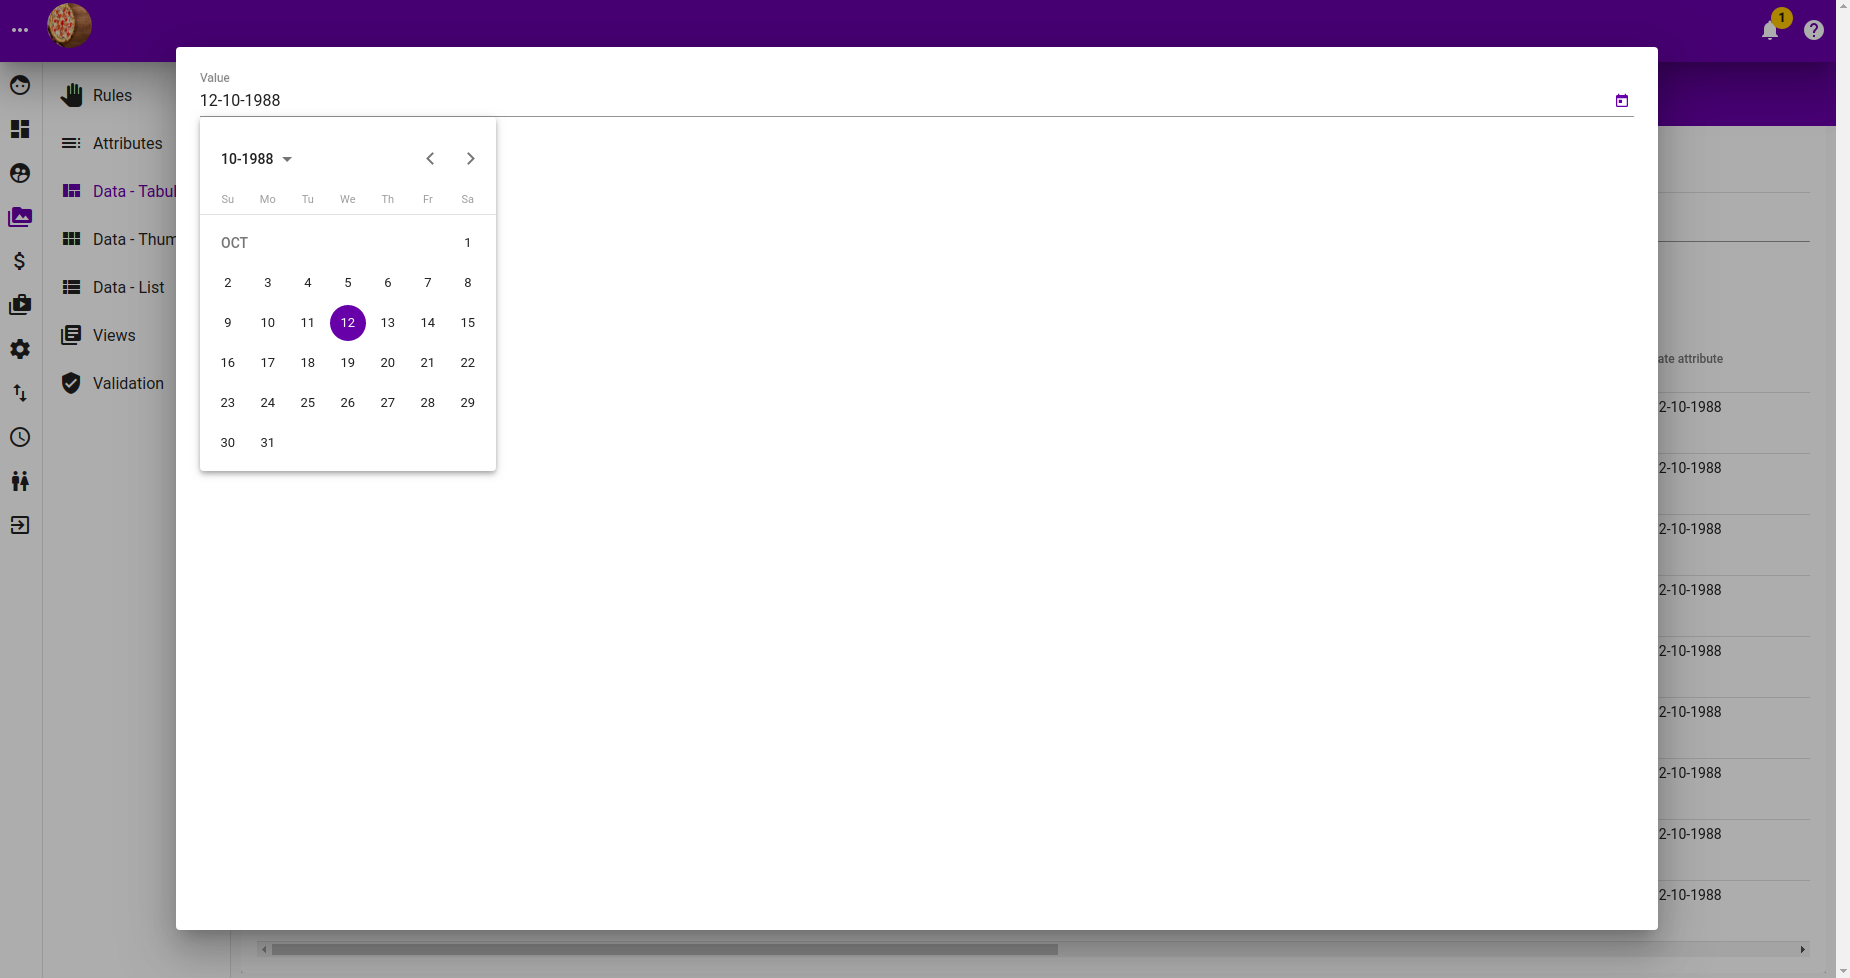 1
Rules
Attributes
Data - Tabul
Data - Thum
Data - List
Views
Validation
Value
12-10-1988
10-1988
Su Mo Tu We Th Fr Sa
OCT 1
2 3 4 5 6 7 8
9 10 11 12 13 14 15
16 17 18 19 20 21 22
23 24 25 26 27 28 29
30 31
ate attribute
2-10-1988
2-10-1988
2-10-1988
2-10-1988
2-10-1988
2-10-1988
2-10-1988
2-10-1988
2-10-1988